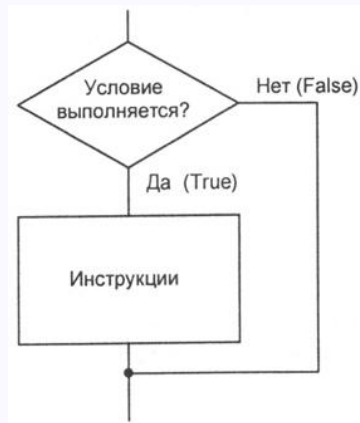 Условие
выполняется?
Нет (False)
Да (True)
Инструкции